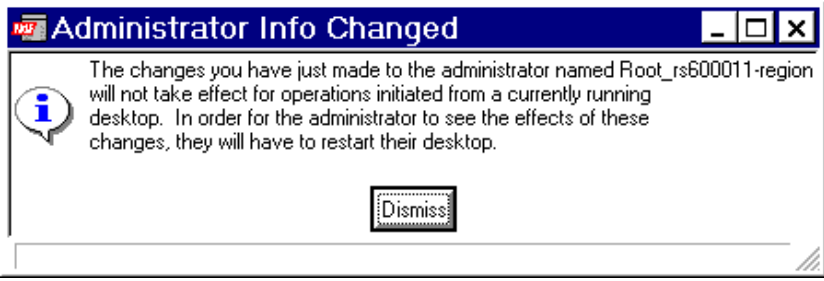 Administrator Info Changed
The changes you have just made to the administrator named Root_rs600011-region
will not take effect for operations initiated from a currently running
desktop. In order for the administrator to see the effects of these
changes, they will have to restart their desktop.
Dismiss